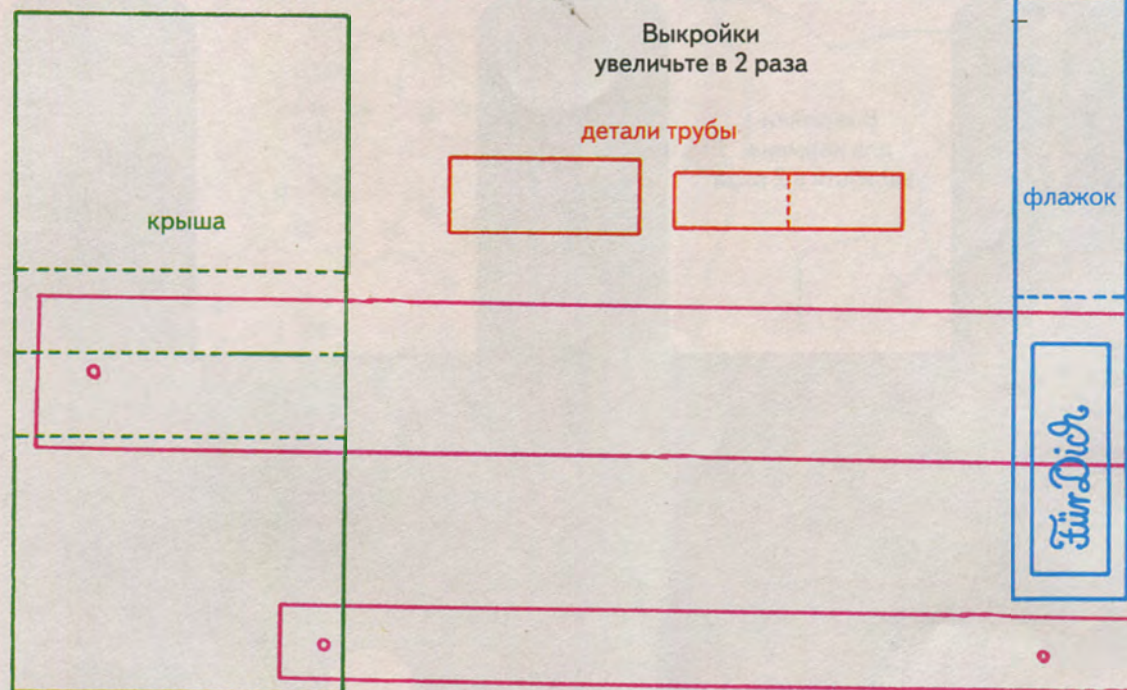 Выкройки
увеличьте в 2 раза
детали трубы
крыша
флажок
Für Dich